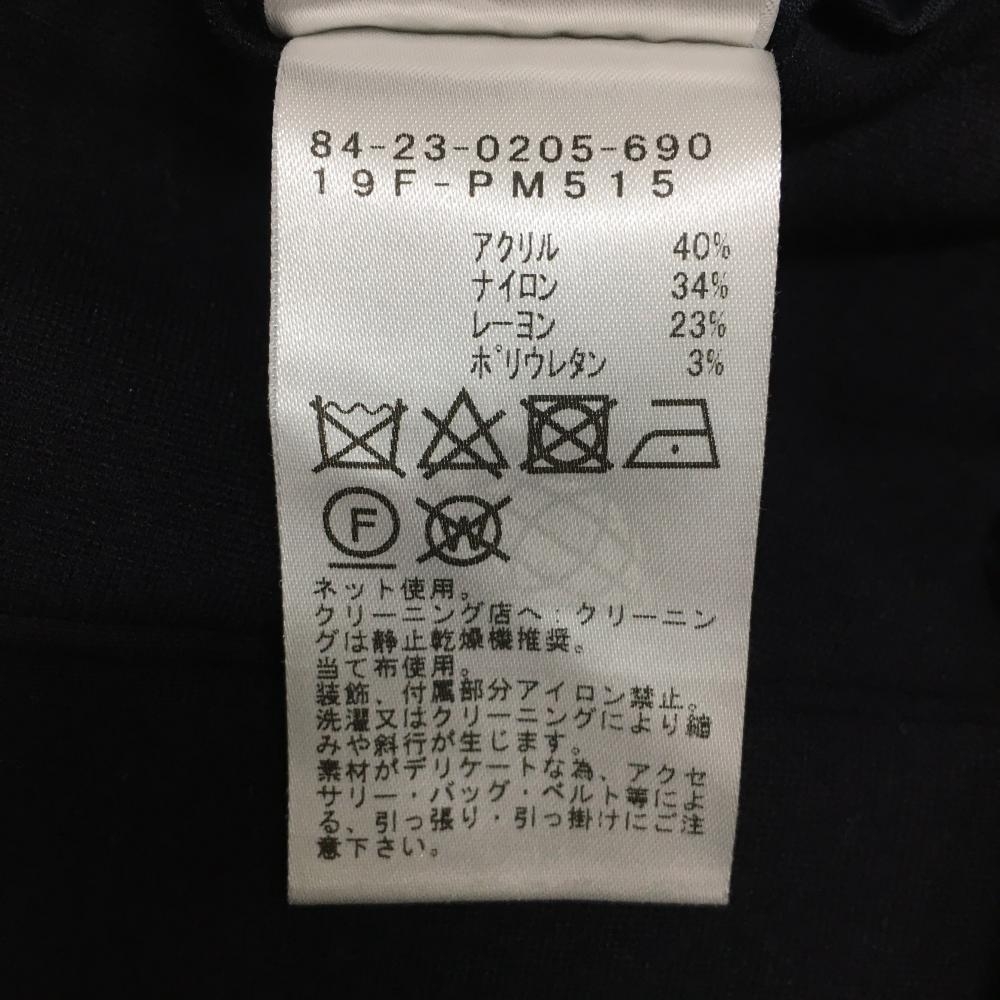 84-23-0205-690
19F-PM515
アクリル 40%
ナイロン 34%
レーヨン 23%
ポリウレタン 3%
F
W
ネット使用。
クリーニング店へ:クリーニン
グは静止乾燥機推奨。
当て布使用。
装飾、付属部分アイロン禁止。
洗濯又はクリーニングにより縮
みや斜行が生じます。
素材がデリケートな為、アクセ
サリー・バッグ・ベルト等によ
る、引っ張り・引っ掛けにご注
意下さい。